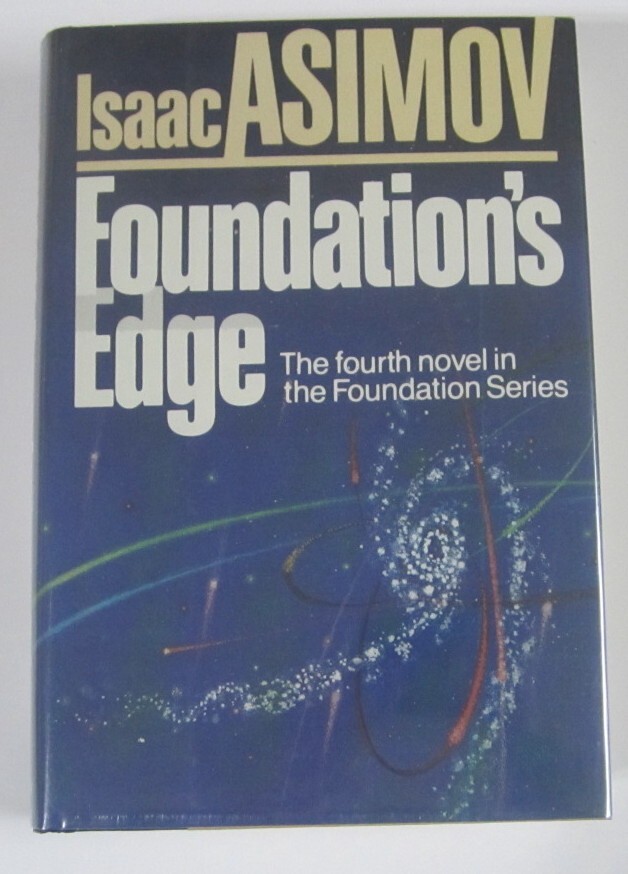 Isaac ASIMOV
Foundation's
Edge
The fourth novel in
the Foundation Series